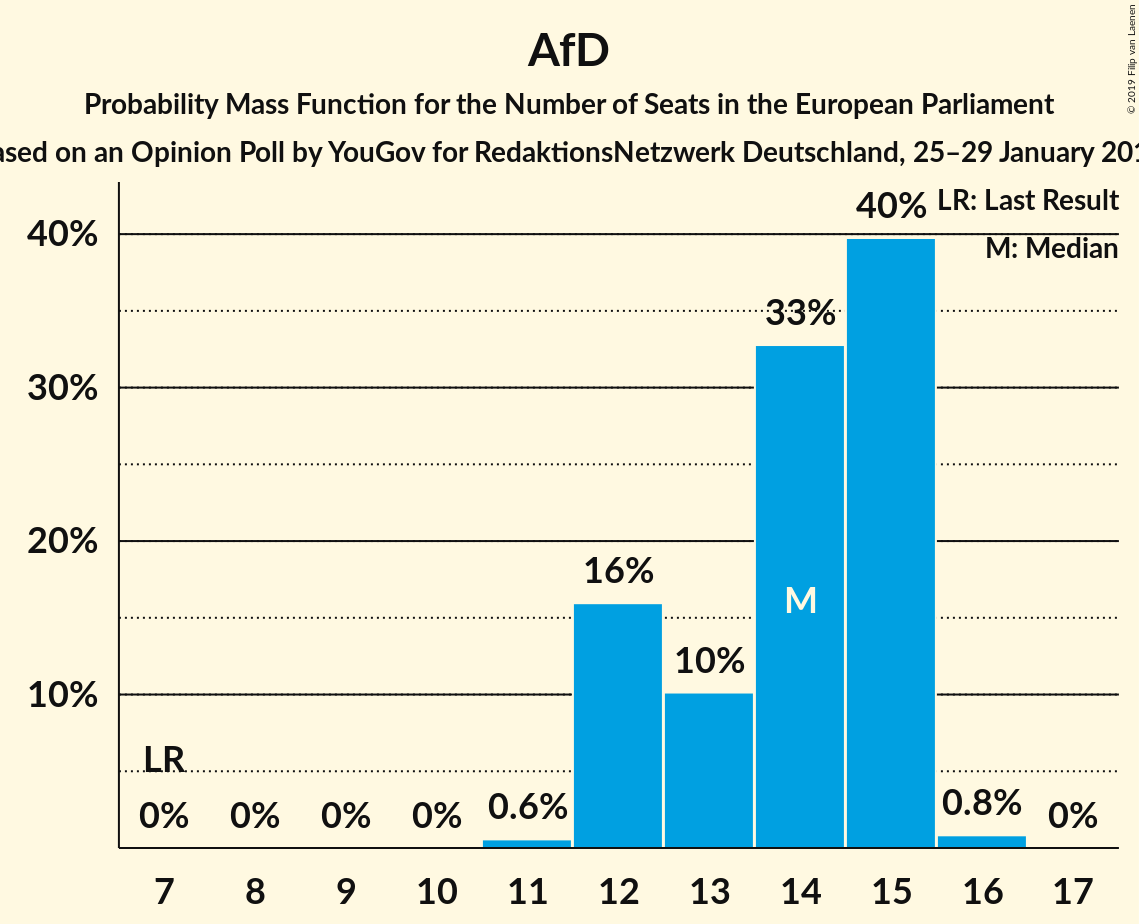 AfD
Probability Mass Function for the Number of Seats in the European Parliament
on an Opinion Poll by YouGov for RedaktionsNetzwerk Deutschland, 25–29 January
© 2019 Filip van Laenen
LR: Last Result
M: Median
40%
30%
20%
10%
LR
0%
0%
0%
0%
0.6%
16%
10%
33%
M
40%
0.8%
0%
7 8 9 10 11 12 13 14 15 16 17